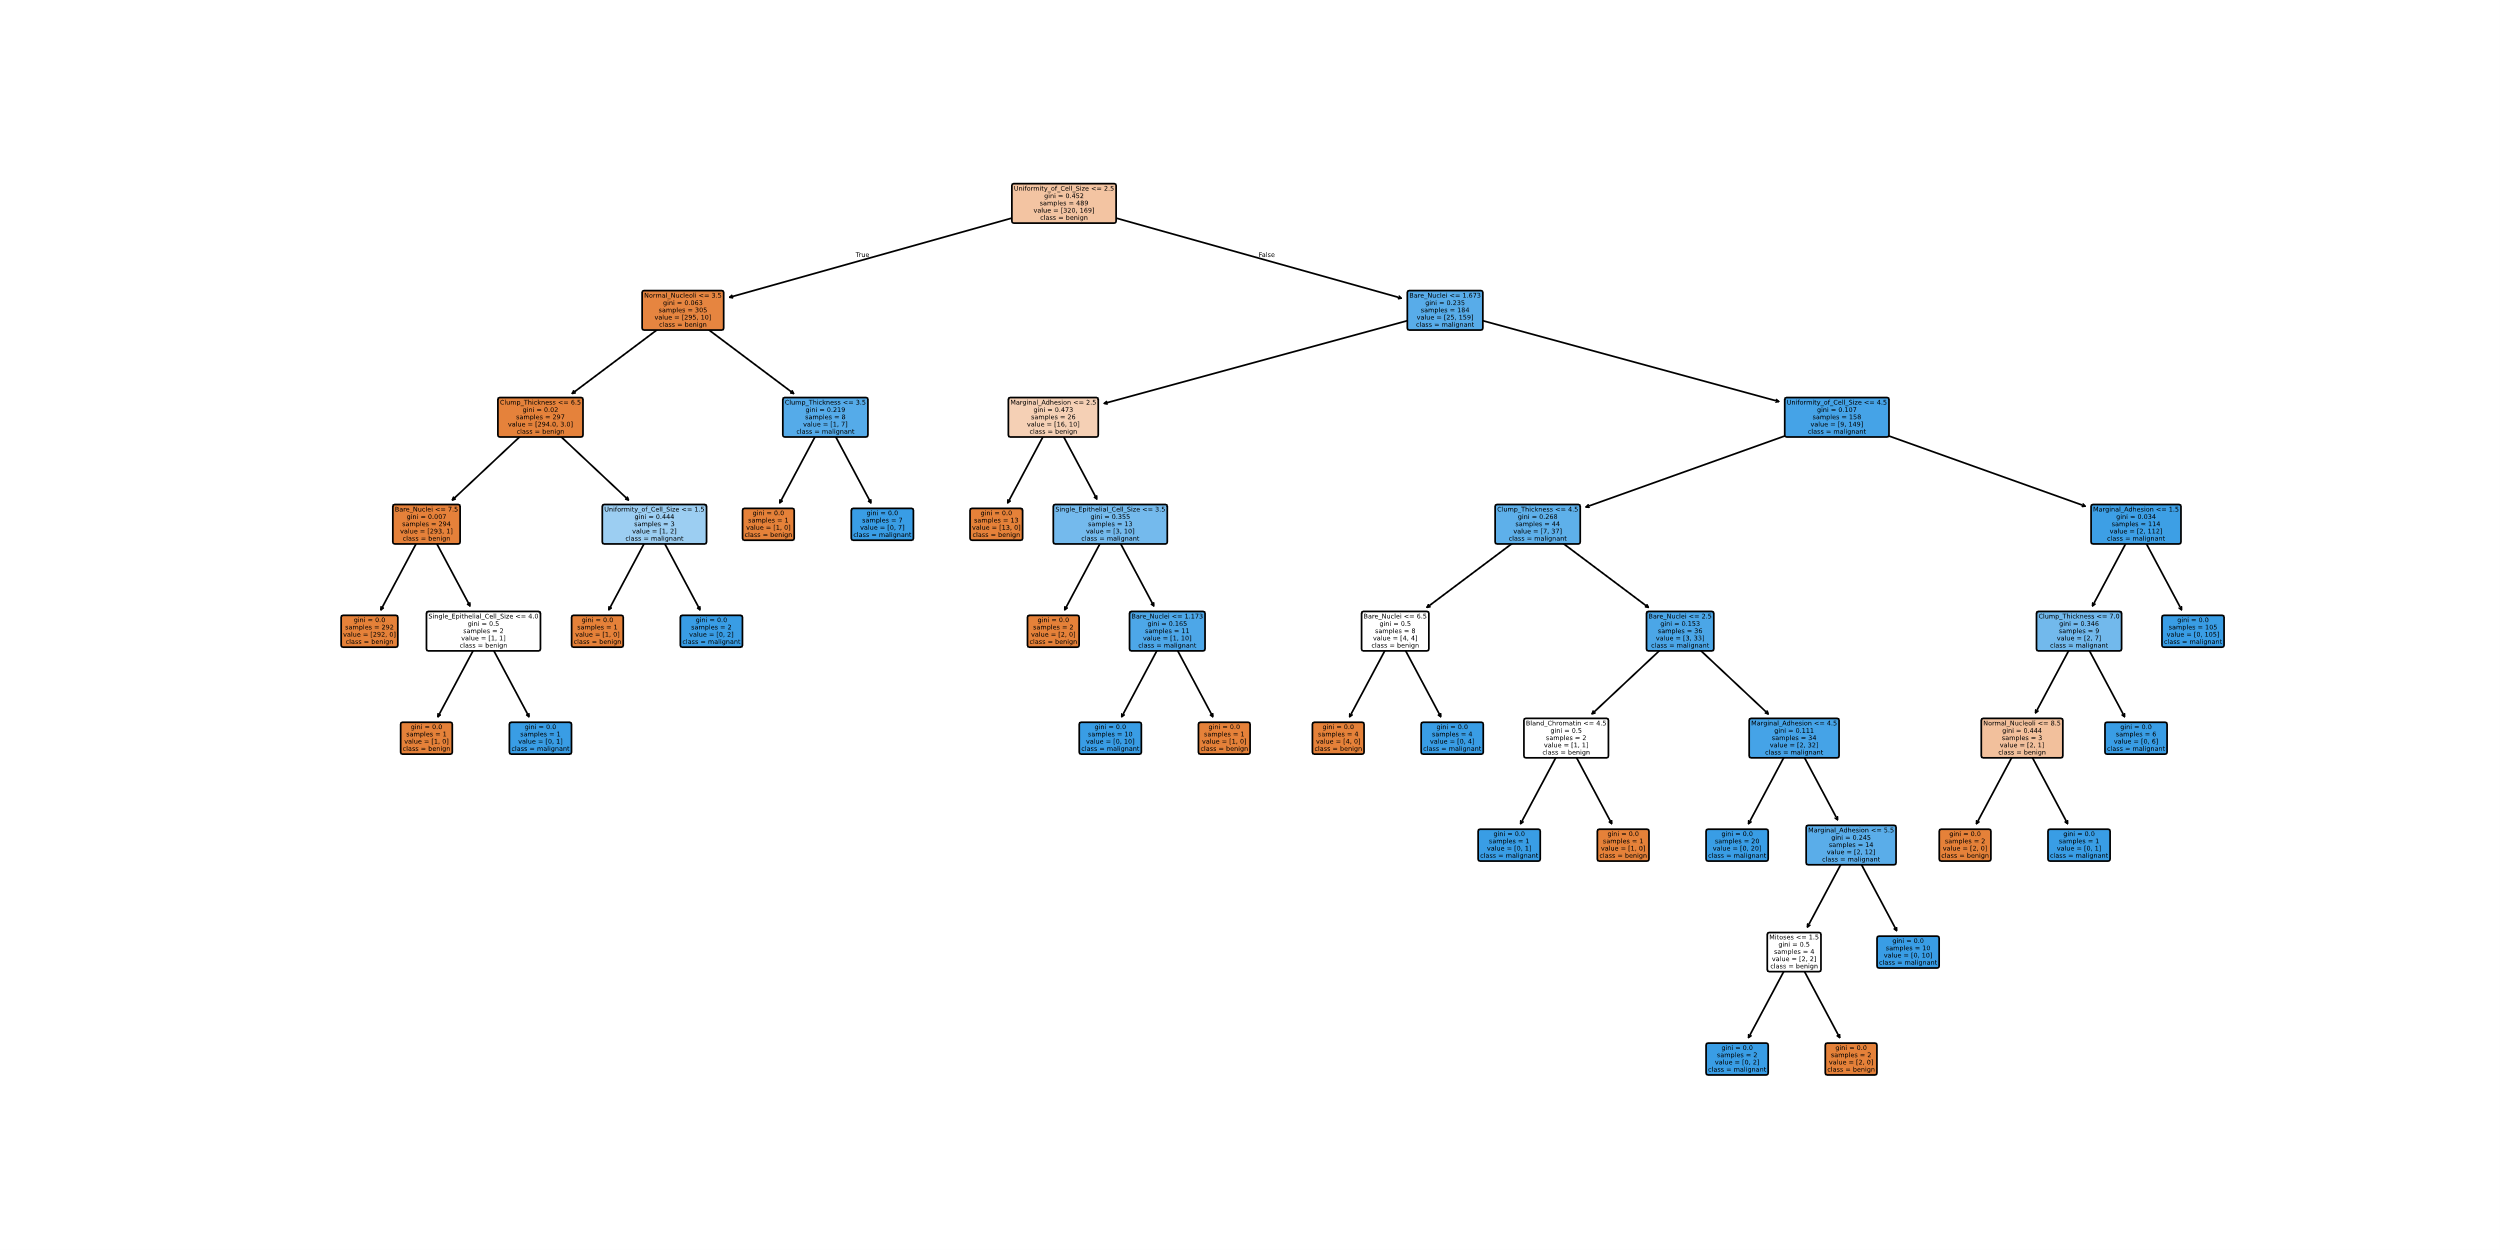 Uniformity_of_Cell_Size <= 2.5
gini = 0.452
samples = 489
value = [320, 169]
class = benign
True
False
Normal_Nucleoli <= 3.5
gini = 0.063
samples = 305
value = [295, 10]
class = benign
Bare_Nuclei <= 1.673
gini = 0.235
samples = 184
value = [25, 159]
class = malignant
Clump_Thickness <= 6.5
gini = 0.02
samples = 297
value = [294.0, 3.0]
class = benign
Clump_Thickness <= 3.5
gini = 0.219
samples = 8
value = [1, 7]
class = malignant
Marginal_Adhesion <= 2.5
gini = 0.473
samples = 26
value = [16, 10]
class = benign
Uniformity_of_Cell_Size <= 4.5
gini = 0.107
samples = 158
value = [9, 149]
class = malignant
Bare_Nuclei <= 7.5
gini = 0.007
samples = 294
value = [293, 1]
class = benign
Uniformity_of_Cell_Size <= 1.5
gini = 0.444
samples = 3
value = [1, 2]
class = malignant
gini = 0.0
samples = 1
value = [1, 0]
class = benign
gini = 0.0
samples = 7
value = [0, 7]
class = malignant
gini = 0.0
samples = 13
value = [13, 0]
class = benign
Single_Epithelial_Cell_Size <= 3.5
gini = 0.355
samples = 13
value = [3, 10]
class = malignant
Clump_Thickness <= 4.5
gini = 0.268
samples = 44
value = [7, 37]
class = malignant
Marginal_Adhesion <= 1.5
gini = 0.034
samples = 114
value = [2, 112]
class = malignant
gini = 0.0
samples = 292
value = [292, 0]
class = benign
Single_Epithelial_Cell_Size <= 4.0
gini = 0.5
samples = 2
value = [1, 1]
class = benign
gini = 0.0
samples = 1
value = [1, 0]
class = benign
gini = 0.0
samples = 2
value = [0, 2]
class = malignant
gini = 0.0
samples = 2
value = [2, 0]
class = benign
Bare_Nuclei <= 1.173
gini = 0.165
samples = 11
value = [1, 10]
class = malignant
Bare_Nuclei <= 6.5
gini = 0.5
samples = 8
value = [4, 4]
class = benign
Bare_Nuclei <= 2.5
gini = 0.153
samples = 36
value = [3, 33]
class = malignant
Clump_Thickness <= 7.0
gini = 0.346
samples = 9
value = [2, 7]
class = malignant
gini = 0.0
samples = 105
value = [0, 105]
class = malignant
gini = 0.0
samples = 1
value = [1, 0]
class = benign
gini = 0.0
samples = 1
value = [0, 1]
class = malignant
gini = 0.0
samples = 10
value = [0, 10]
class = malignant
gini = 0.0
samples = 1
value = [1, 0]
class = benign
gini = 0.0
samples = 4
value = [4, 0]
class = benign
gini = 0.0
samples = 4
value = [0, 4]
class = malignant
Bland_Chromatin <= 4.5
gini = 0.5
samples = 2
value = [1, 1]
class = benign
Marginal_Adhesion <= 4.5
gini = 0.111
samples = 34
value = [2, 32]
class = malignant
Normal_Nucleoli <= 8.5
gini = 0.444
samples = 3
value = [2, 1]
class = benign
gini = 0.0
samples = 6
value = [0, 6]
class = malignant
gini = 0.0
samples = 1
value = [0, 1]
class = malignant
gini = 0.0
samples = 1
value = [1, 0]
class = benign
gini = 0.0
samples = 20
value = [0, 20]
class = malignant
Marginal_Adhesion <= 5.5
gini = 0.245
samples = 14
value = [2, 12]
class = malignant
gini = 0.0
samples = 2
value = [2, 0]
class = benign
gini = 0.0
samples = 1
value = [0, 1]
class = malignant
Mitoses <= 1.5
gini = 0.5
samples = 4
value = [2, 2]
class = benign
gini = 0.0
samples = 10
value = [0, 10]
class = malignant
gini = 0.0
samples = 2
value = [0, 2]
class = malignant
gini = 0.0
samples = 2
value = [2, 0]
class = benign